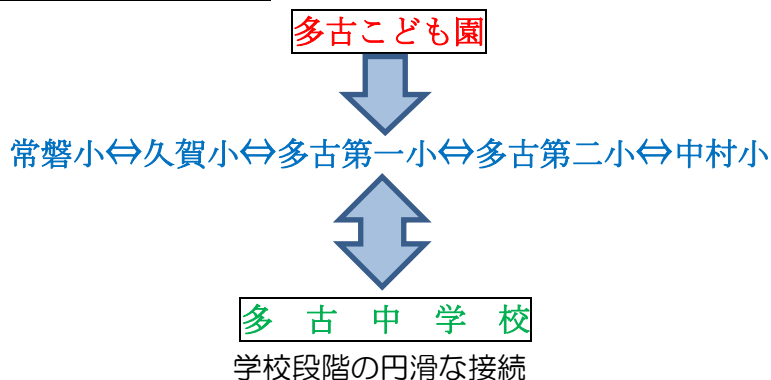 多古こども園
常磐小⇔久賀小⇔多古第一小⇔多古第二小⇔中村小
多　古　中　学　校
学校段階の円滑な接続